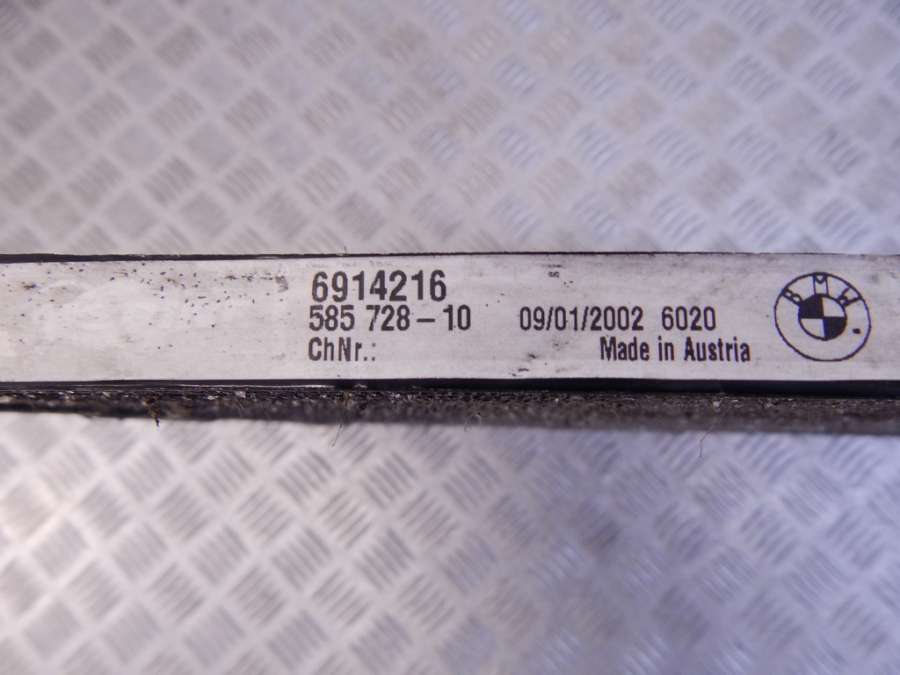 6914216
585 728-10 09/01/2002 6020
ChNr.: Made in Austria
BMW